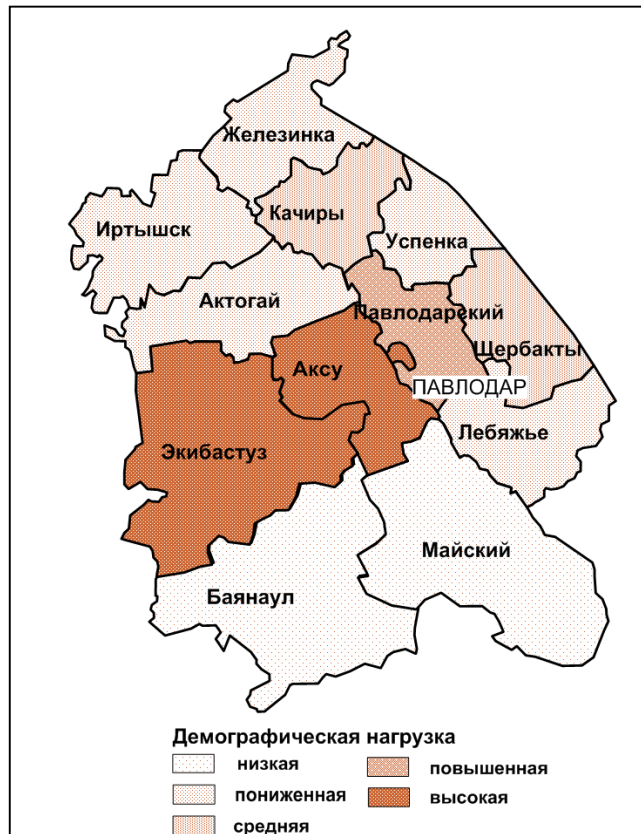 Железинка
Качиры
Иртышск
Успенка
Актогай
Павлодарский
Щербакты
Аксу
ПАВЛОДАР
Лебяжье
Экибастуз
Майский
Баянаул
Демографическая нагрузка
низкая
пониженная
средняя
повышенная
высокая